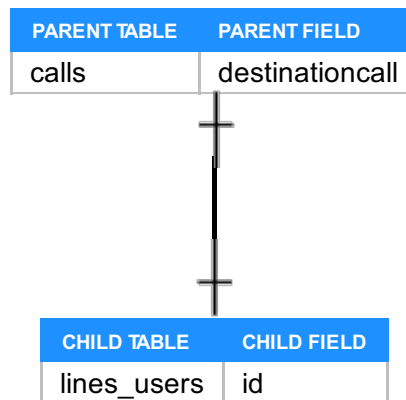 PARENT TABLE PARENT FIELD
calls destinationcall
CHILD TABLE CHILD FIELD
lines_users id